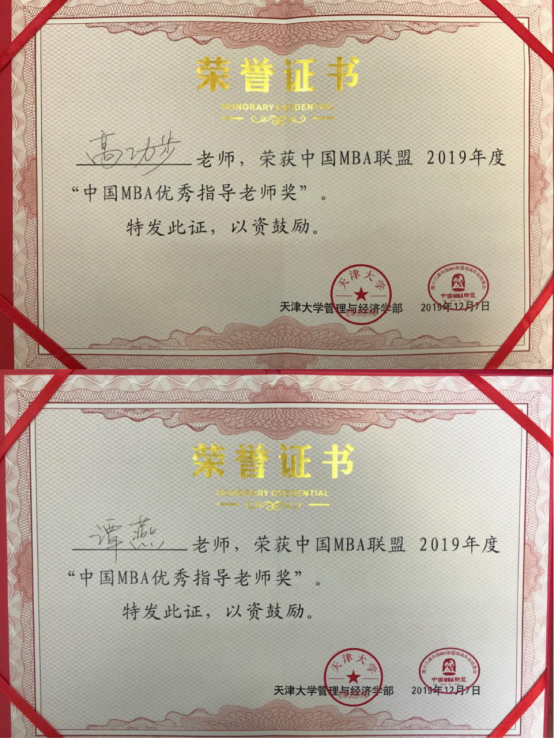 荣誉证书
HONORARY CREDENTIAL
高功步老师，荣获中国MBA联盟 2019年度
“中国MBA优秀指导老师奖”。
特发此证，以资鼓励。
天津大学
中国MBA联盟
天津大学管理与经济学部 2019年12月7日
荣誉证书
HONORARY CREDENTIAL
谭燕老师，荣获中国MBA联盟 2019年度
“中国MBA优秀指导老师奖”。
特发此证，以资鼓励。
天津大学
中国MBA联盟
天津大学管理与经济学部 2019年12月7日